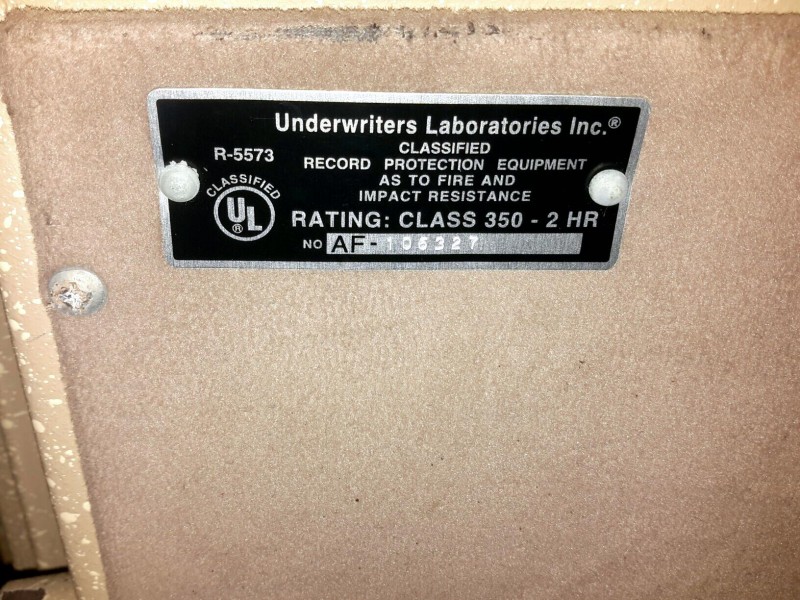 Underwriters Laboratories Inc.®
R-5573
CLASSIFIED
RECORD PROTECTION EQUIPMENT
AS TO FIRE AND
IMPACT RESISTANCE
CLASSIFIED
UL
®
RATING: CLASS 350 - 2 HR
NO AF-106327